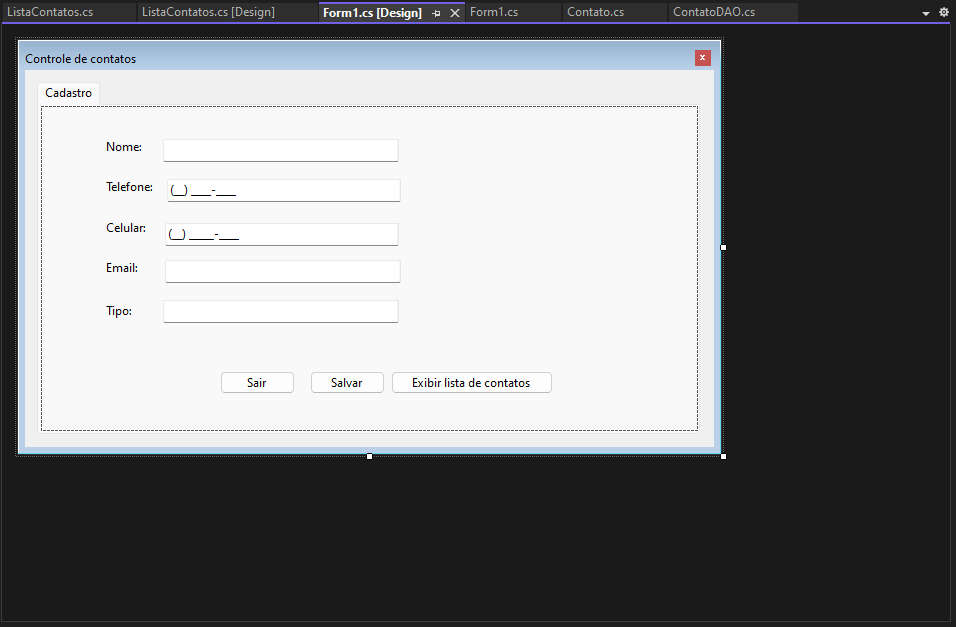 ListaContatos.cs ListaContatos.cs [Design] Form1.cs [Design] Form1.cs Contato.cs ContatoDAO.cs
Controle de contatos x
Cadastro
Nome:
Telefone: (__) ____-____
Celular: (__) _____-____
Email:
Tipo:
Sair Salvar Exibir lista de contatos